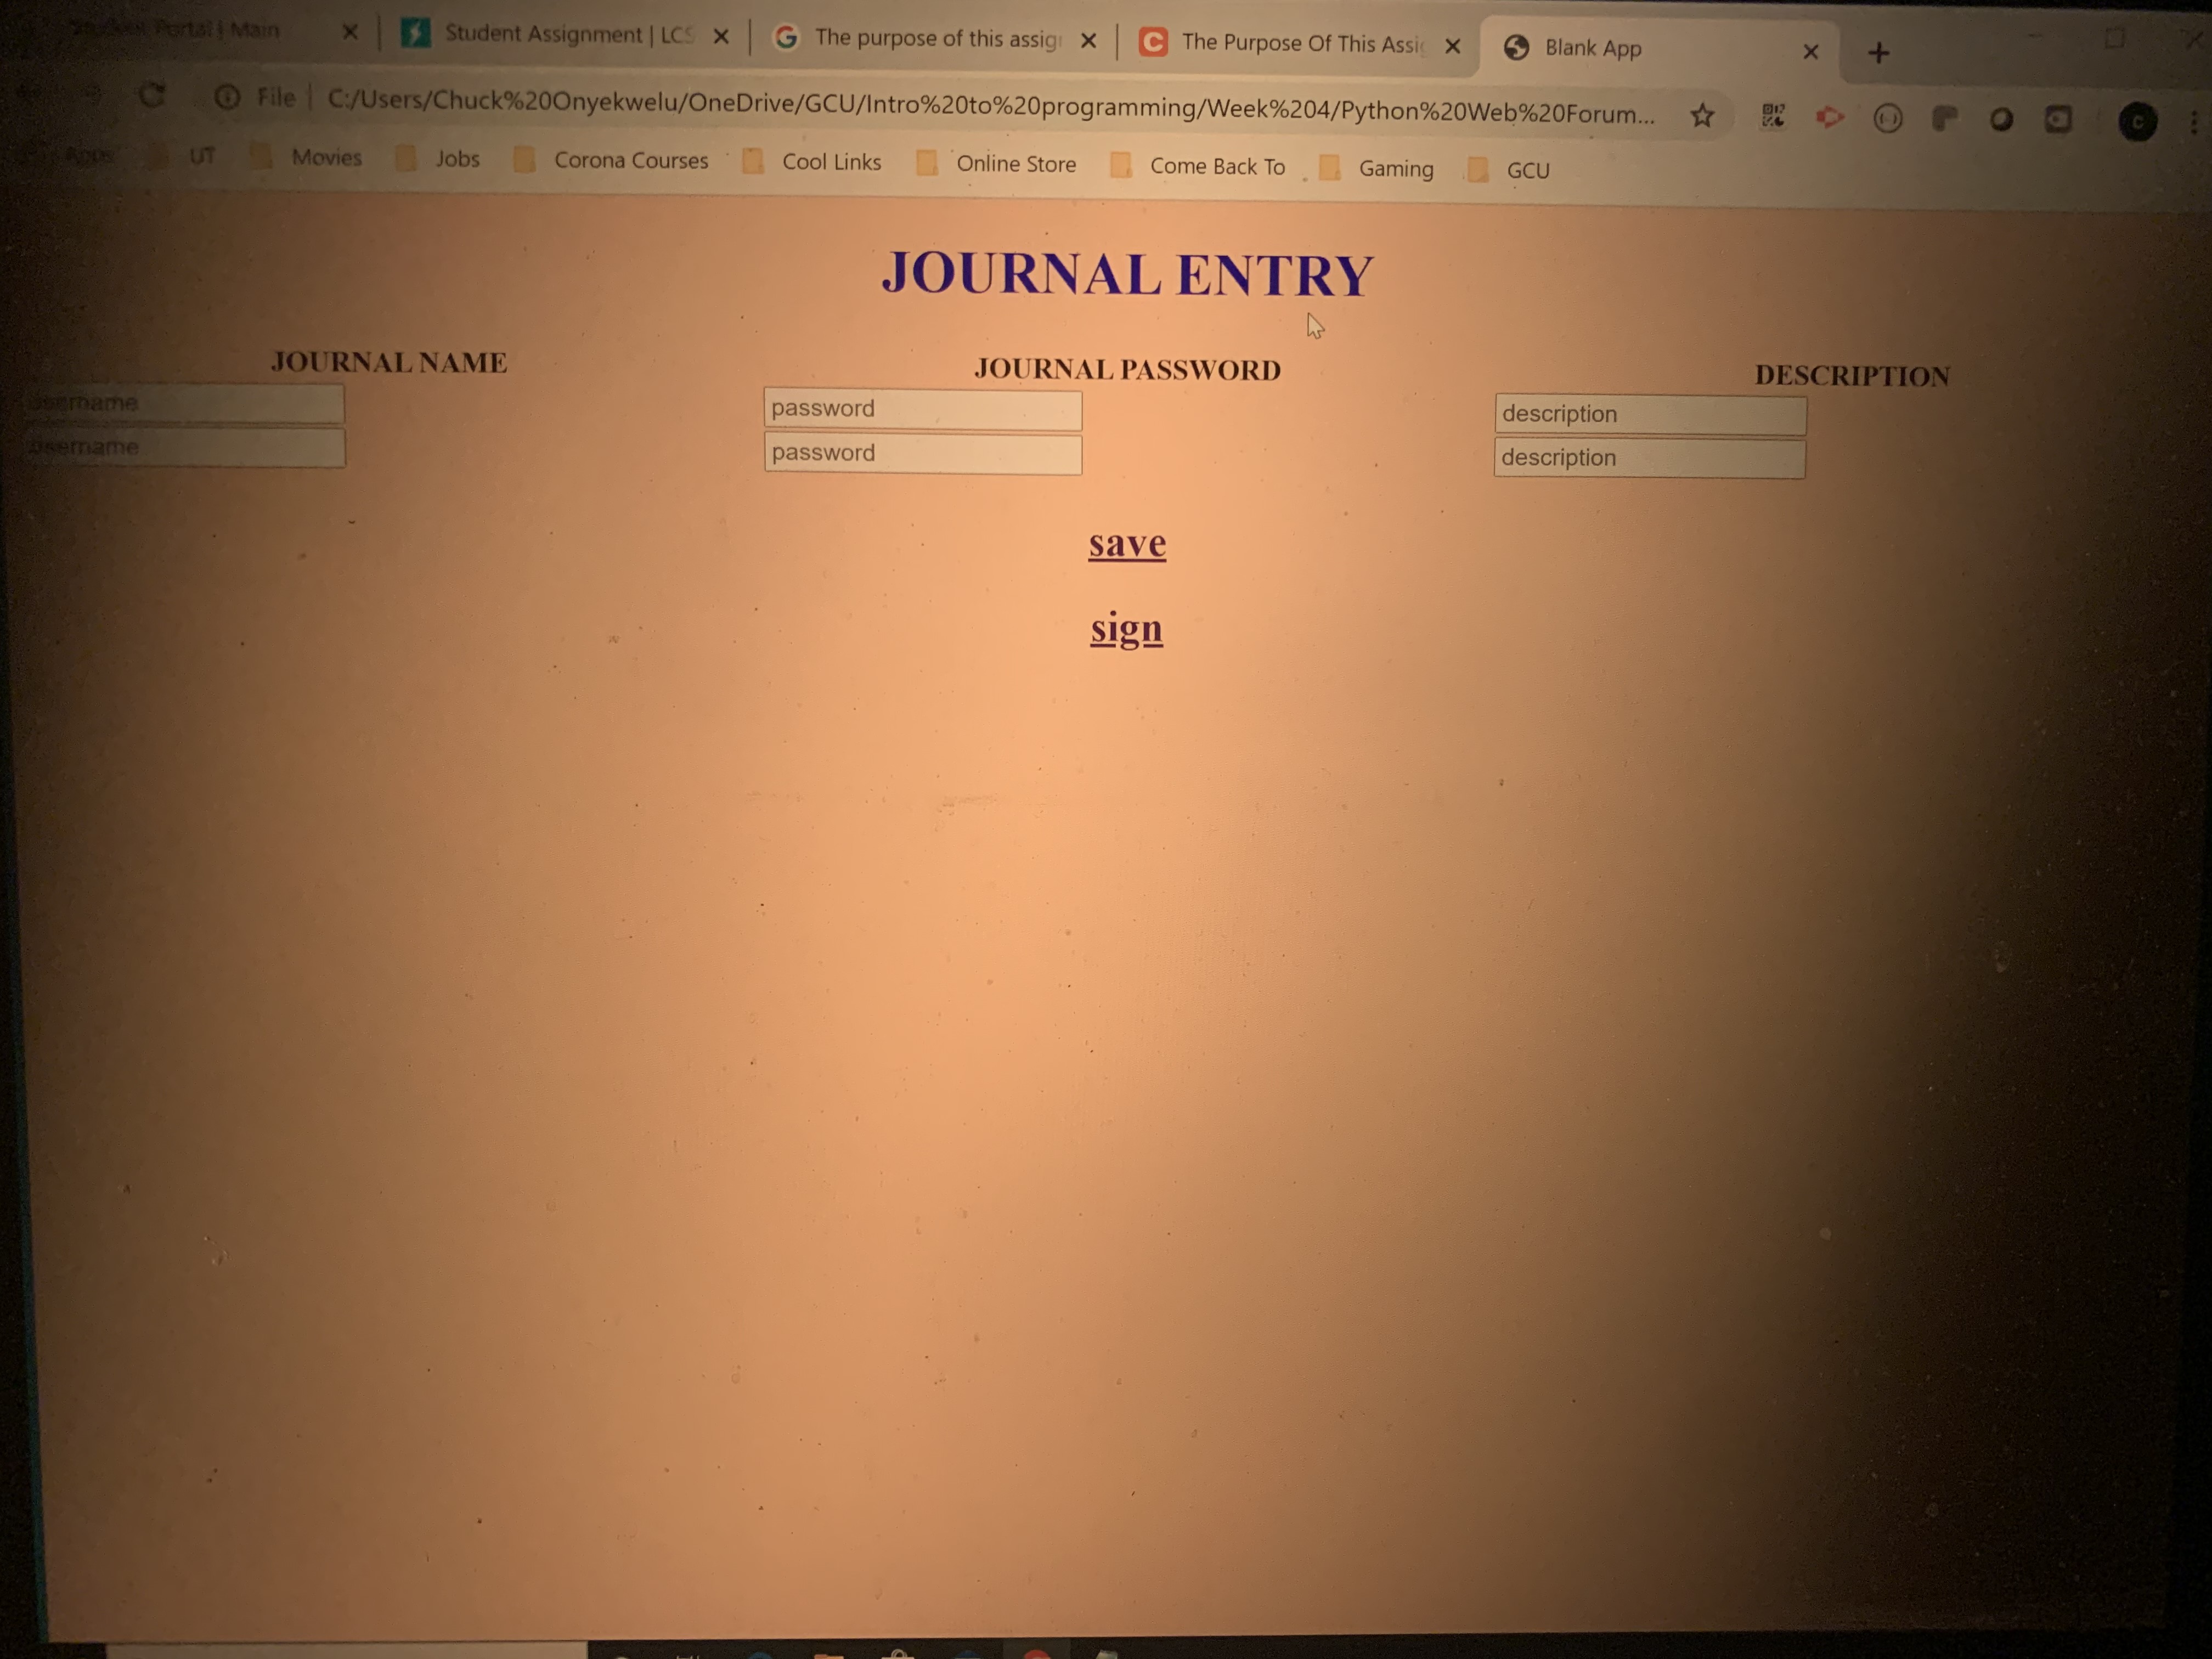 Student Portal | Main
Student Assignment | LCS
The purpose of this assig
The Purpose Of This Assi
Blank App
File
C:/Users/Chuck%20Onyekwelu/OneDrive/GCU/Intro%20to%20programming/Week%204/Python%20Web%20Forum...
Apps UT Movies Jobs Corona Courses Cool Links Online Store Come Back To Gaming GCU
JOURNAL ENTRY
JOURNAL NAME JOURNAL PASSWORD DESCRIPTION
username password description
username password description
save
sign